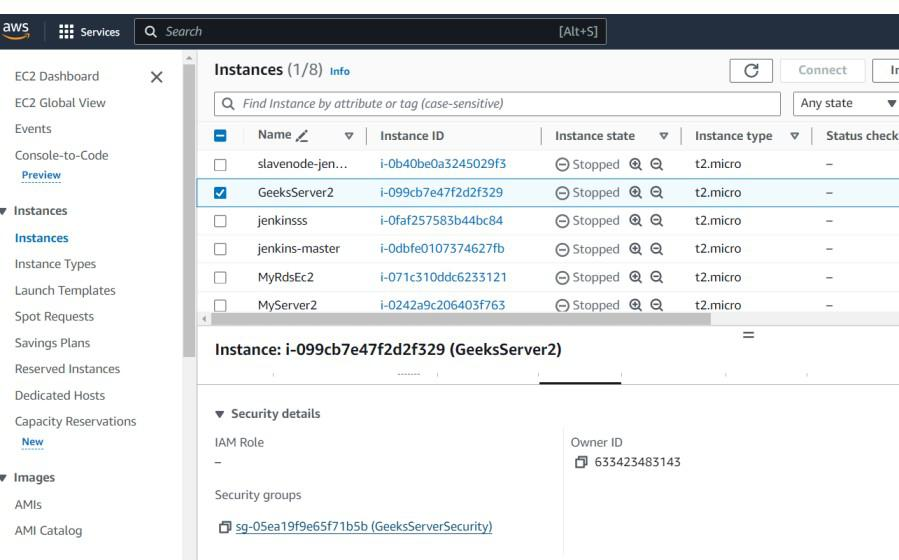 aws
Services
Search
[Alt+S]
EC2 Dashboard
EC2 Global View
Events
Console-to-Code
Preview
Instances
Instances
Instance Types
Launch Templates
Spot Requests
Savings Plans
Reserved Instances
Dedicated Hosts
Capacity Reservations
New
Images
AMIs
AMI Catalog
Instances (1/8) Info
Connect
Find Instance by attribute or tag (case-sensitive)
Any state
Name Instance ID Instance state Instance type Status check
slavenode-jen... i-0b40be0a3245029f3 Stopped t2.micro –
GeeksServer2 i-099cb7e47f2d2f329 Stopped t2.micro –
jenkinsss i-0faf257583b44bc84 Stopped t2.micro –
jenkins-master i-0dbfe0107374627fb Stopped t2.micro –
MyRdsEc2 i-071c310ddc6233121 Stopped t2.micro –
MyServer2 i-0242a9c206403f763 Stopped t2.micro –
Instance: i-099cb7e47f2d2f329 (GeeksServer2)
Security details
IAM Role
–
Owner ID
633423483143
Security groups
sg-05ea19f9e65f71b5b (GeeksServerSecurity)